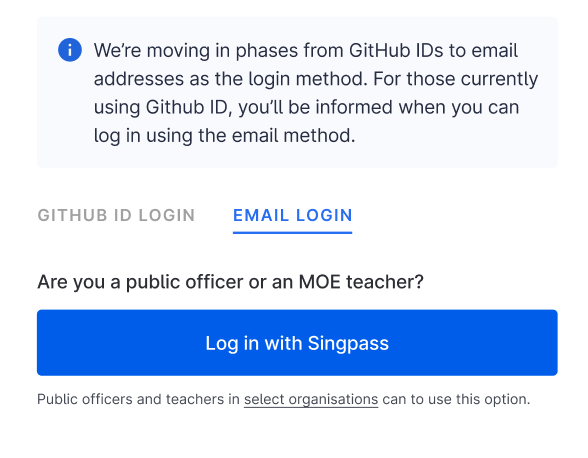 We’re moving in phases from GitHub IDs to email
addresses as the login method. For those currently
using Github ID, you’ll be informed when you can
log in using the email method.
GITHUB ID LOGIN
EMAIL LOGIN
Are you a public officer or an MOE teacher?
Log in with Singpass
Public officers and teachers in select organisations can to use this option.